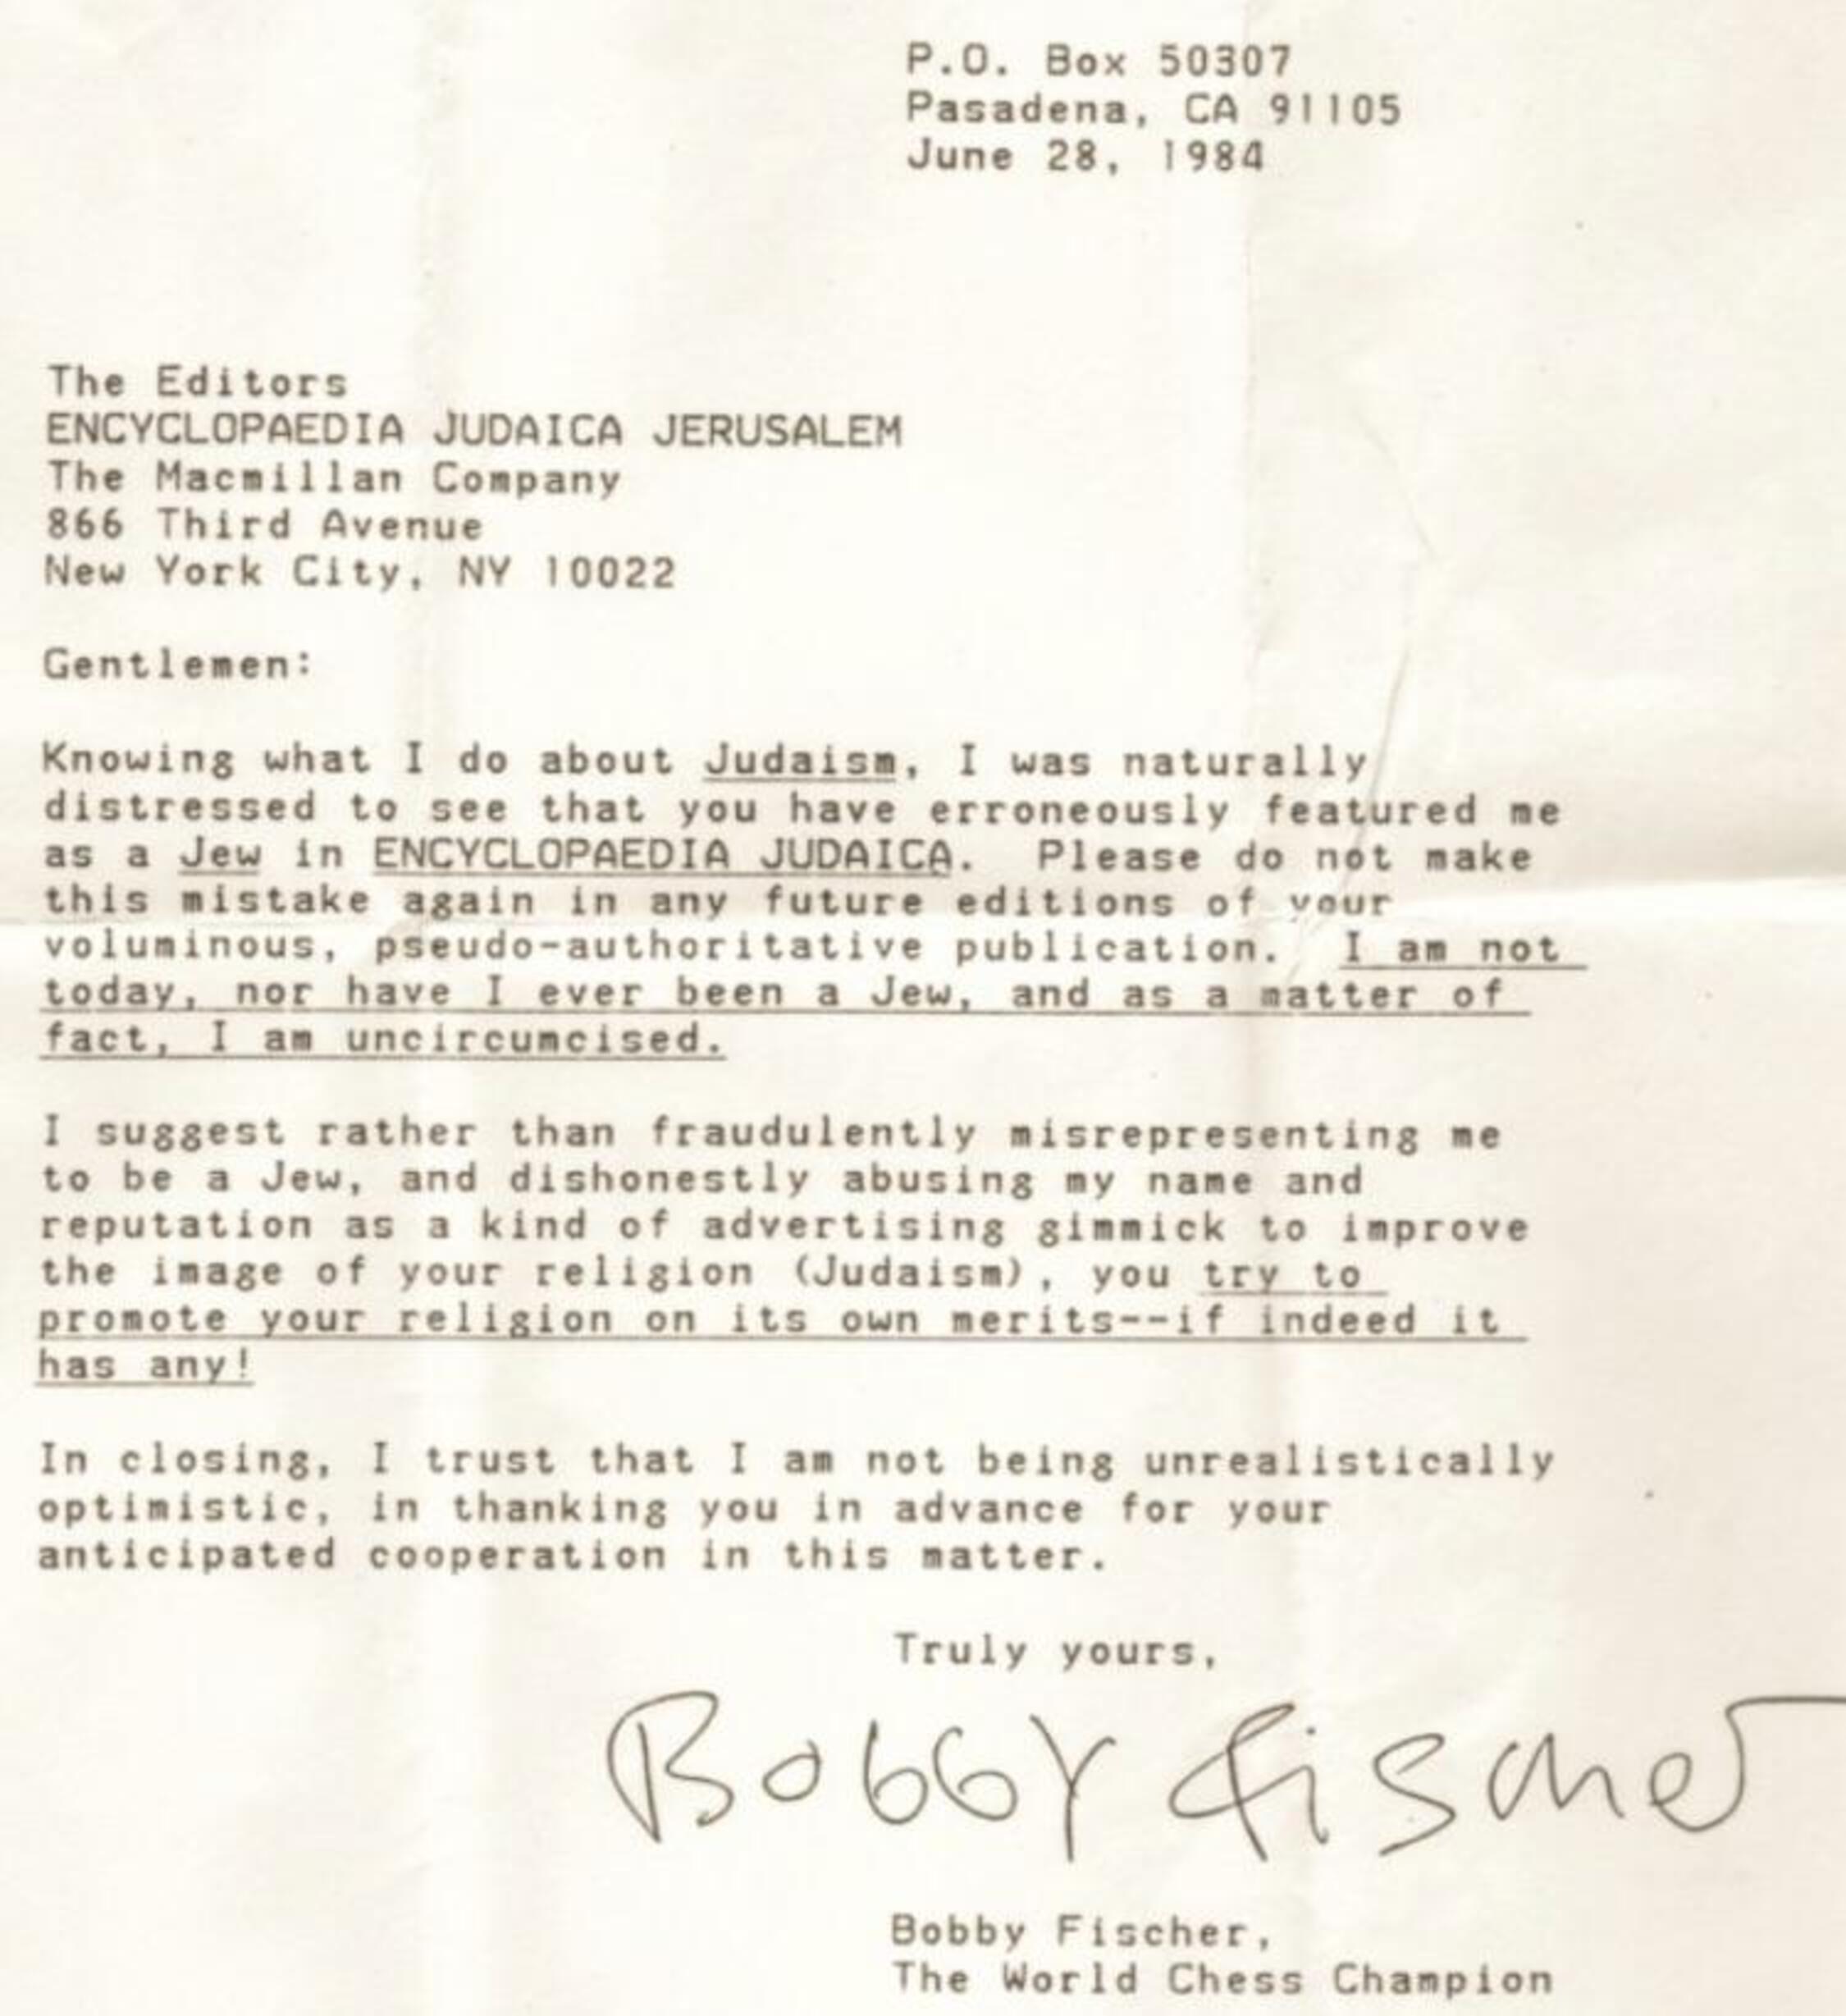 P.O. Box 50307
Pasadena, CA 91105
June 28, 1984
The Editors
ENCYCLOPAEDIA JUDAICA JERUSALEM
The Macmillan Company
866 Third Avenue
New York City, NY 10022
Gentlemen:
Knowing what I do about Judaism, I was naturally
distressed to see that you have erroneously featured me
as a Jew in ENCYCLOPAEDIA JUDAICA. Please do not make
this mistake again in any future editions of your
voluminous, pseudo-authoritative publication. I am not
today, nor have I ever been a Jew, and as a matter of
fact, I am uncircumcised.
I suggest rather than fraudulently misrepresenting me
to be a Jew, and dishonestly abusing my name and
reputation as a kind of advertising gimmick to improve
the image of your religion (Judaism), you try to
promote your religion on its own merits--if indeed it
has any!
In closing, I trust that I am not being unrealistically
optimistic, in thanking you in advance for your
anticipated cooperation in this matter.
Truly yours,
Bobby Fischer
Bobby Fischer,
The World Chess Champion